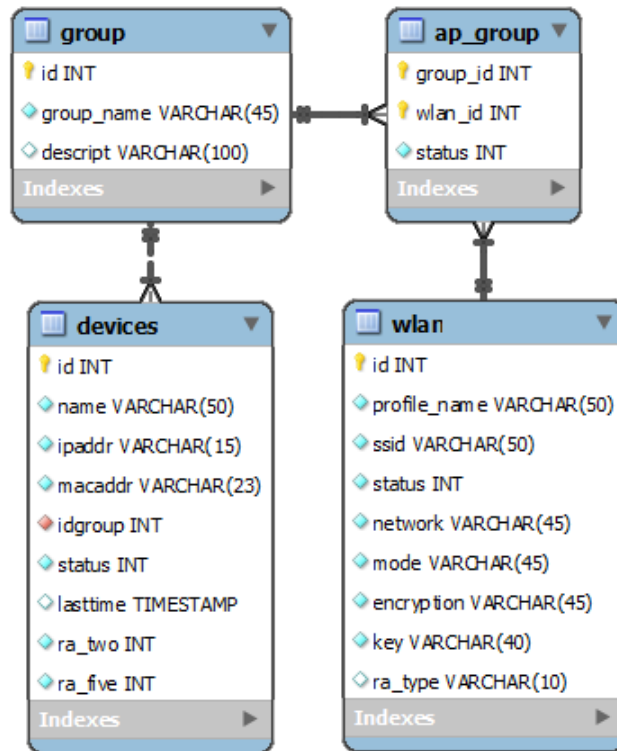 group
id INT
group_name VARCHAR(45)
descript VARCHAR(100)
Indexes
ap_group
group_id INT
wlan_id INT
status INT
Indexes
devices
id INT
name VARCHAR(50)
ipaddr VARCHAR(15)
macaddr VARCHAR(23)
idgroup INT
status INT
lasttime TIMESTAMP
ra_two INT
ra_five INT
Indexes
wlan
id INT
profile_name VARCHAR(50)
ssid VARCHAR(50)
status INT
network VARCHAR(45)
mode VARCHAR(45)
encryption VARCHAR(45)
key VARCHAR(40)
ra_type VARCHAR(10)
Indexes